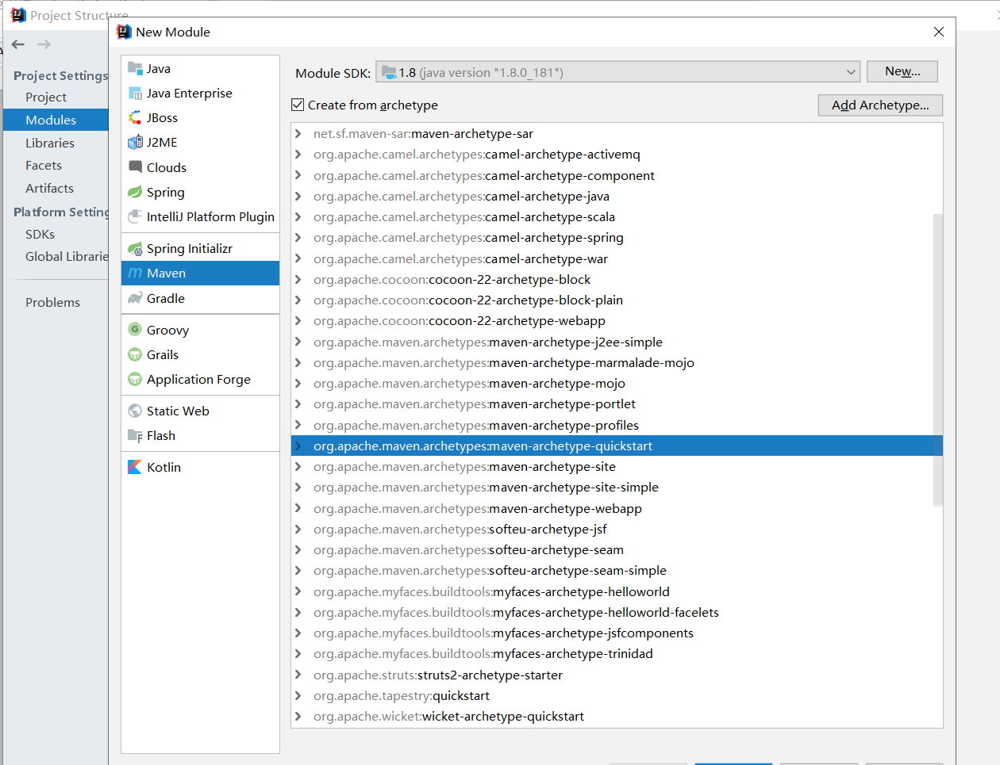 Project Structure
New Module
Project Settings
Project
Modules
Libraries
Facets
Artifacts
Platform Setting
SDKs
Global Librarie
Problems
Java
Java Enterprise
JBoss
J2ME
Clouds
Spring
IntelliJ Platform Plugin
Spring Initializr
Maven
Gradle
Groovy
Grails
Application Forge
Static Web
Flash
Kotlin
Module SDK: 1.8 (java version "1.8.0_181") New...
Create from archetype Add Archetype...
net.sf.maven-sar:maven-archetype-sar
org.apache.camel.archetypes:camel-archetype-activemq
org.apache.camel.archetypes:camel-archetype-component
org.apache.camel.archetypes:camel-archetype-java
org.apache.camel.archetypes:camel-archetype-scala
org.apache.camel.archetypes:camel-archetype-spring
org.apache.camel.archetypes:camel-archetype-war
org.apache.cocoon:cocoon-22-archetype-block
org.apache.cocoon:cocoon-22-archetype-block-plain
org.apache.cocoon:cocoon-22-archetype-webapp
org.apache.maven.archetypes:maven-archetype-j2ee-simple
org.apache.maven.archetypes:maven-archetype-marmalade-mojo
org.apache.maven.archetypes:maven-archetype-mojo
org.apache.maven.archetypes:maven-archetype-portlet
org.apache.maven.archetypes:maven-archetype-profiles
org.apache.maven.archetypes:maven-archetype-quickstart
org.apache.maven.archetypes:maven-archetype-site
org.apache.maven.archetypes:maven-archetype-site-simple
org.apache.maven.archetypes:maven-archetype-webapp
org.apache.maven.archetypes:softeu-archetype-jsf
org.apache.maven.archetypes:softeu-archetype-seam
org.apache.maven.archetypes:softeu-archetype-seam-simple
org.apache.myfaces.buildtools:myfaces-archetype-helloworld
org.apache.myfaces.buildtools:myfaces-archetype-helloworld-facelets
org.apache.myfaces.buildtools:myfaces-archetype-jsfcomponents
org.apache.myfaces.buildtools:myfaces-archetype-trinidad
org.apache.struts:struts2-archetype-starter
org.apache.tapestry:quickstart
org.apache.wicket:wicket-archetype-quickstart